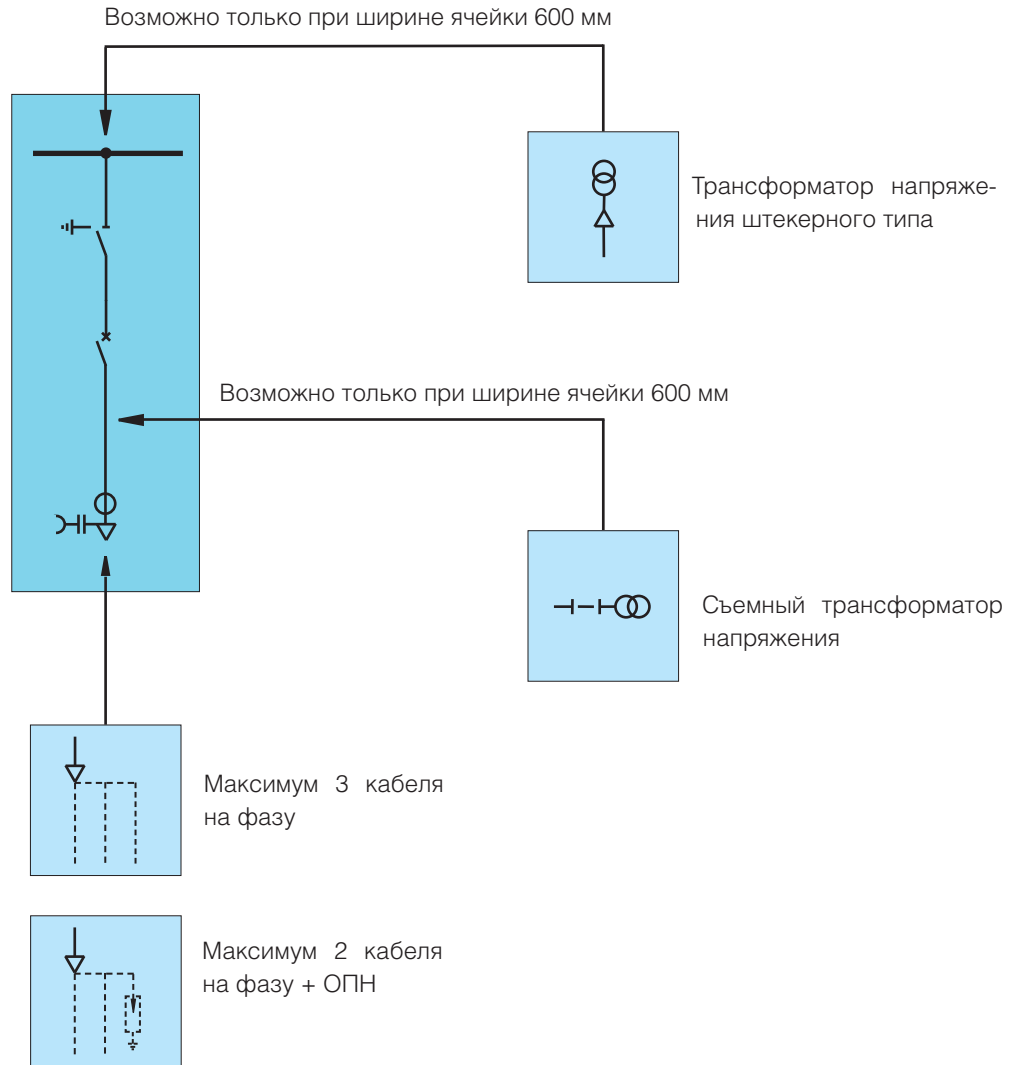 Возможно только при ширине ячейки 600 мм
Трансформатор напряже-
ния штекерного типа
Возможно только при ширине ячейки 600 мм
Съемный трансформатор
напряжения
Максимум 3 кабеля
на фазу
Максимум 2 кабеля
на фазу + ОПН